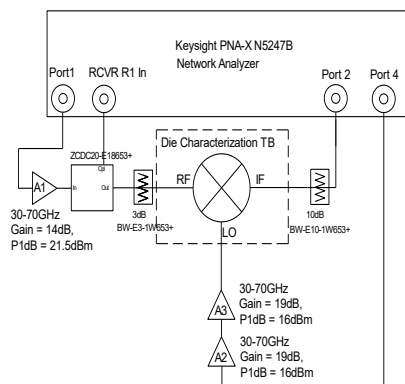 Keysight PNA-X N5247B
Network Analyzer
Port1
RCVR R1 In
Port 2
Port 4
ZCDC20-E18653+
Cpl
In
Out
A1
30-70GHz
Gain = 14dB,
P1dB = 21.5dBm
3dB
BW-E3-1W653+
Die Characterization TB
RF
IF
LO
10dB
BW-E10-1W653+
A3
30-70GHz
Gain = 19dB,
P1dB = 16dBm
A2
30-70GHz
Gain = 19dB,
P1dB = 16dBm